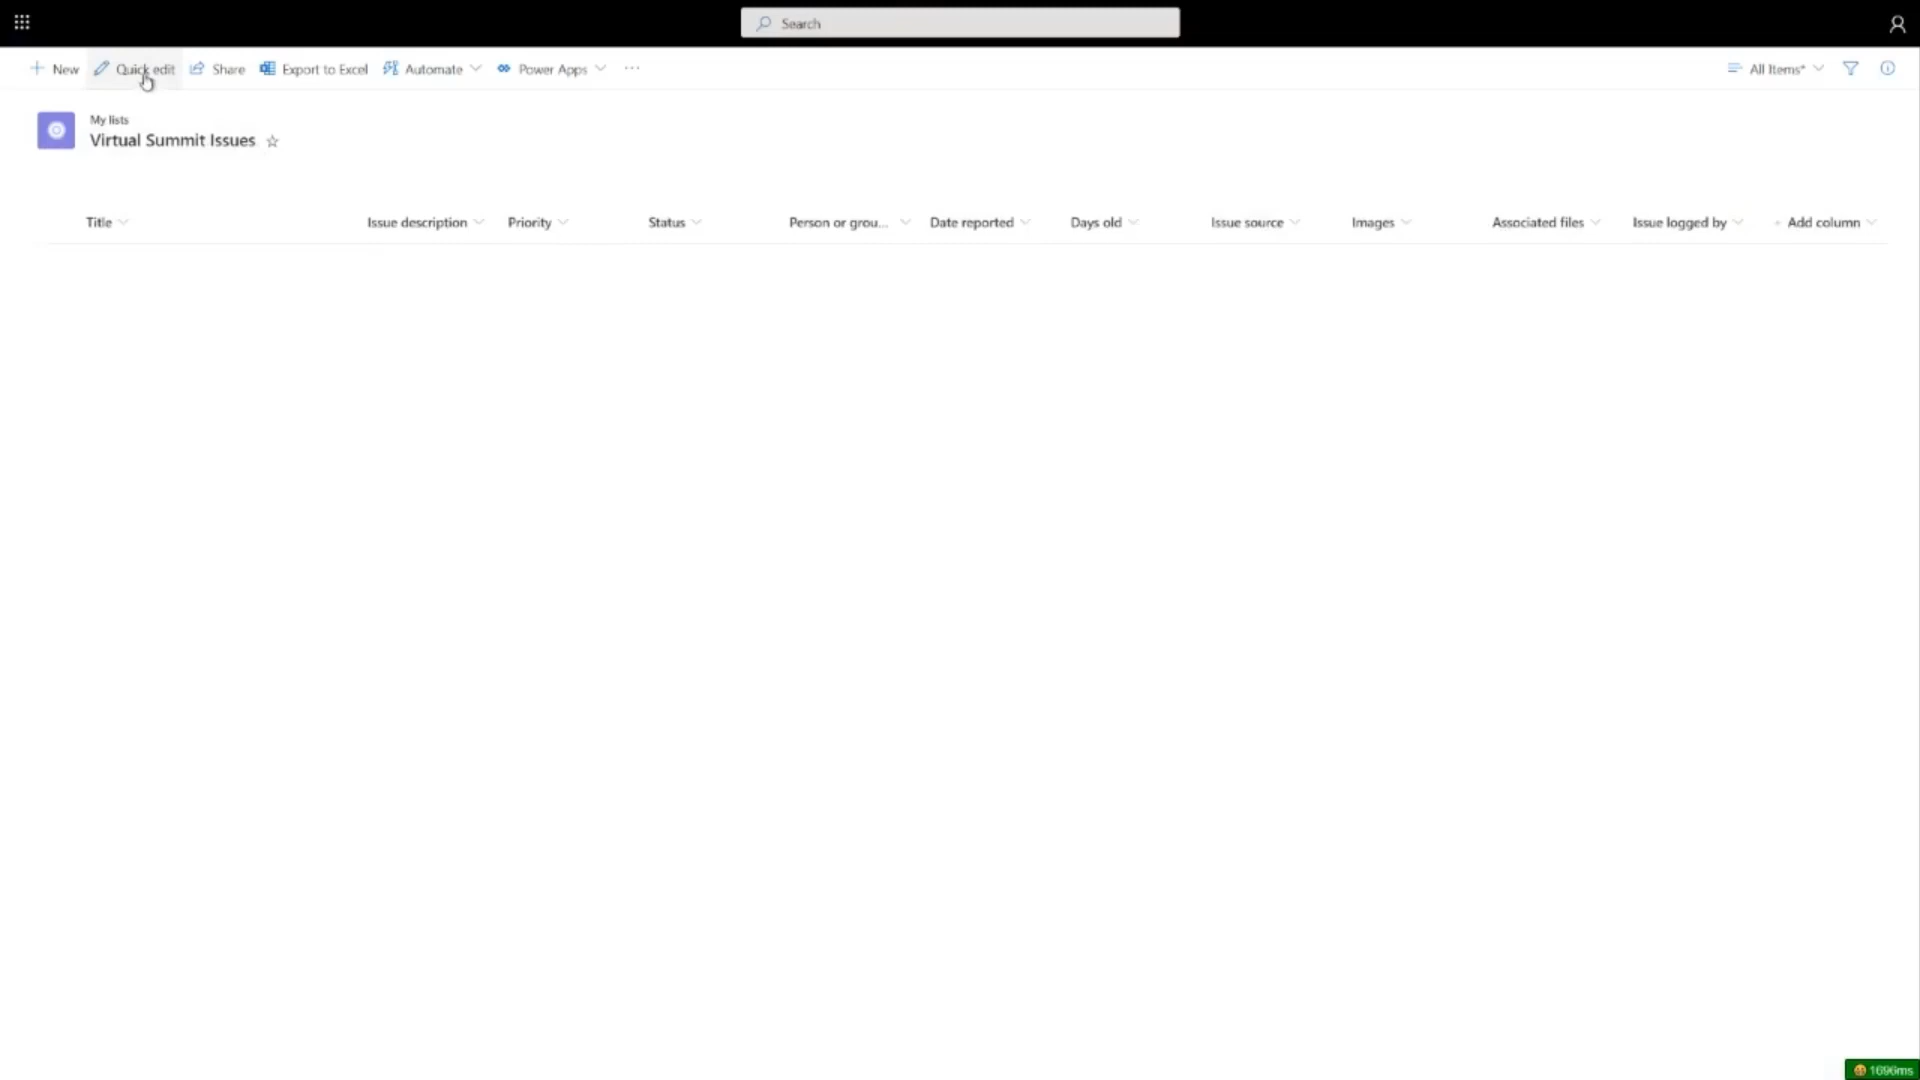 Search
New Quick edit Share Export to Excel Automate Power Apps ··· All Items*
My lists
Virtual Summit Issues
Title Issue description Priority Status Person or grou... Date reported Days old Issue source Images Associated files Issue logged by Add column
1696ms